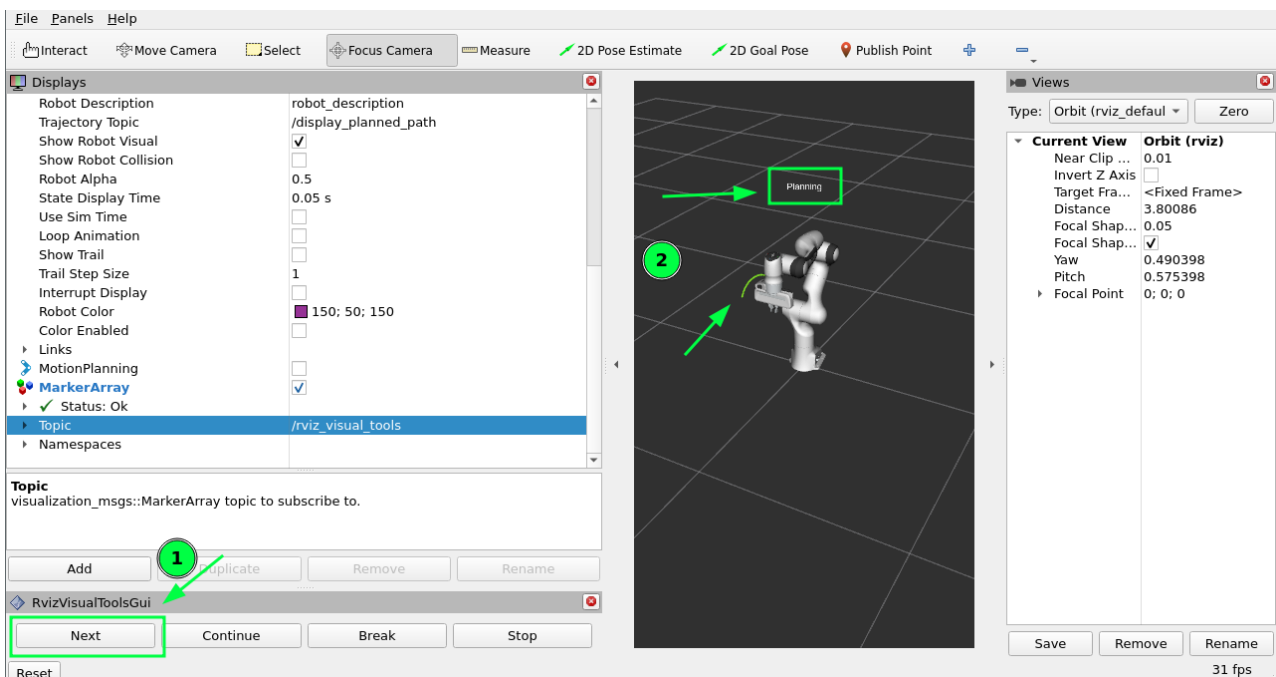 File Panels Help
Interact Move Camera Select Focus Camera Measure 2D Pose Estimate 2D Goal Pose Publish Point
Displays
Robot Description robot_description
Trajectory Topic /display_planned_path
Show Robot Visual
Show Robot Collision
Robot Alpha 0.5
State Display Time 0.05 s
Use Sim Time
Loop Animation
Show Trail
Trail Step Size 1
Interrupt Display
Robot Color 150; 50; 150
Color Enabled
Links
MotionPlanning
MarkerArray
Status: Ok
Topic /rviz_visual_tools
Namespaces
Topic
visualization_msgs::MarkerArray topic to subscribe to.
Add Duplicate Remove Rename
1
RvizVisualToolsGui
Next Continue Break Stop
Reset
Planning
2
Views
Type: Orbit (rviz_defaul Zero
Current View Orbit (rviz)
Near Clip ... 0.01
Invert Z Axis
Target Fra... <Fixed Frame>
Distance 3.80086
Focal Shap... 0.05
Focal Shap...
Yaw 0.490398
Pitch 0.575398
Focal Point 0; 0; 0
Save Remove Rename
31 fps